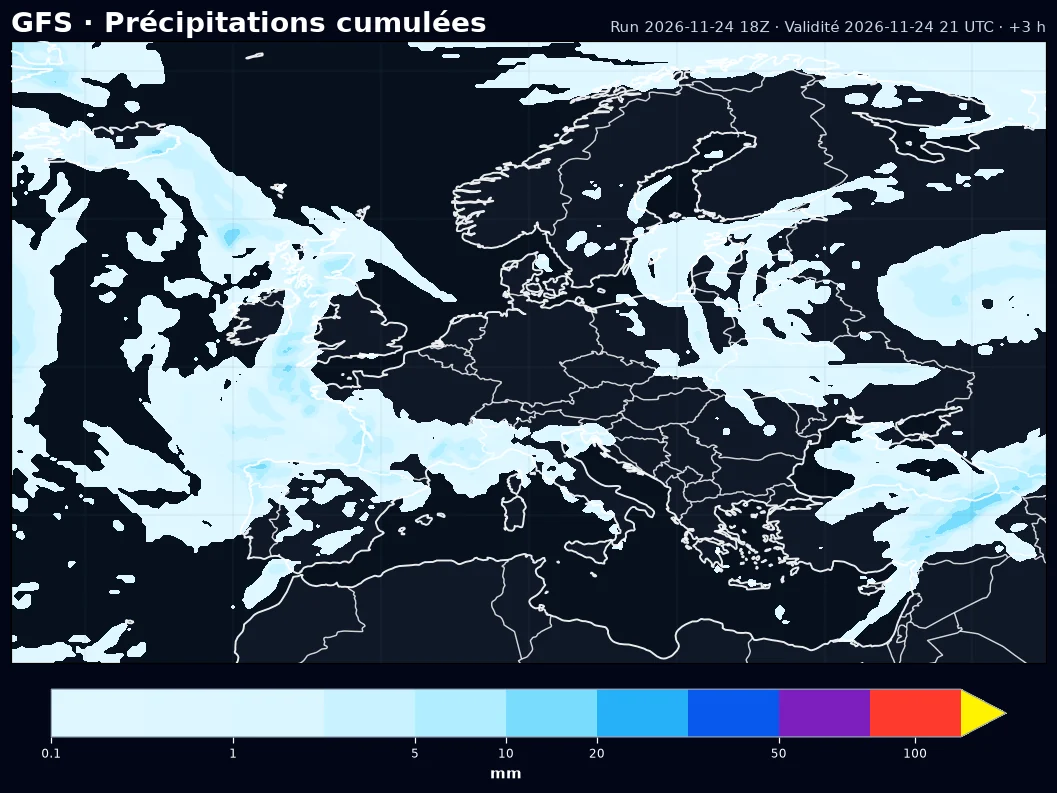 GFS · Précipitations cumulées
Run 2026-11-24 18Z · Validité 2026-11-24 21 UTC · +3 h
0.1 1 5 10 20 50 100
mm